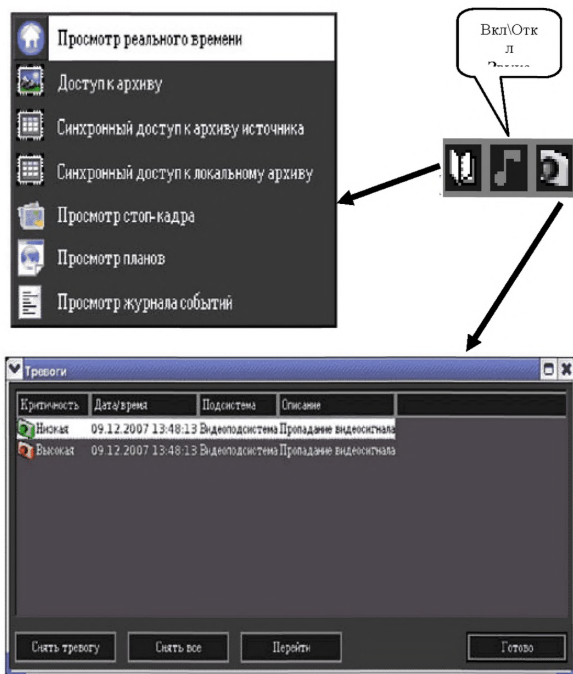 Просмотр реального времени
Доступ к архиву
Синхронный доступ к архиву источника
Синхронный доступ к локальному архиву
Просмотр стоп-кадра
Просмотр планов
Просмотр журнала событий
Вкл\Отк
л
Тревоги
Критичность Дата/время Подсистема Описание
Низкая 09.12.2007 13:48:13 Видеоподсистема Пропадание видеосигнала
Высокая 09.12.2007 13:48:13 Видеоподсистема Пропадание видеосигнала
Снять тревогу Снять все Перейти Готово